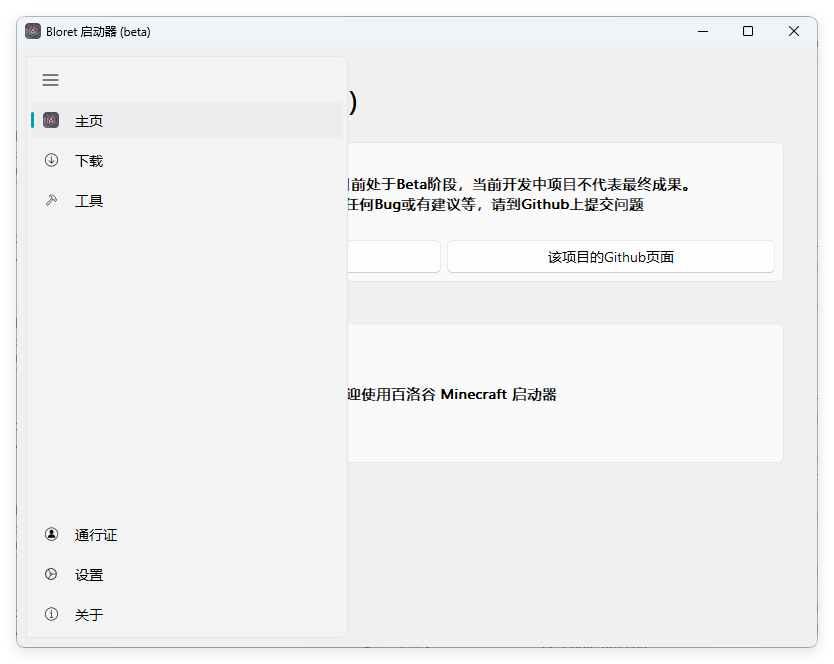 Bloret 启动器 (beta)
)
主页
下载
工具
前处于Beta阶段，当前开发中项目不代表最终成果。
任何Bug或有建议等，请到Github上提交问题
该项目的Github页面
迎使用百洛谷 Minecraft 启动器
通行证
设置
关于